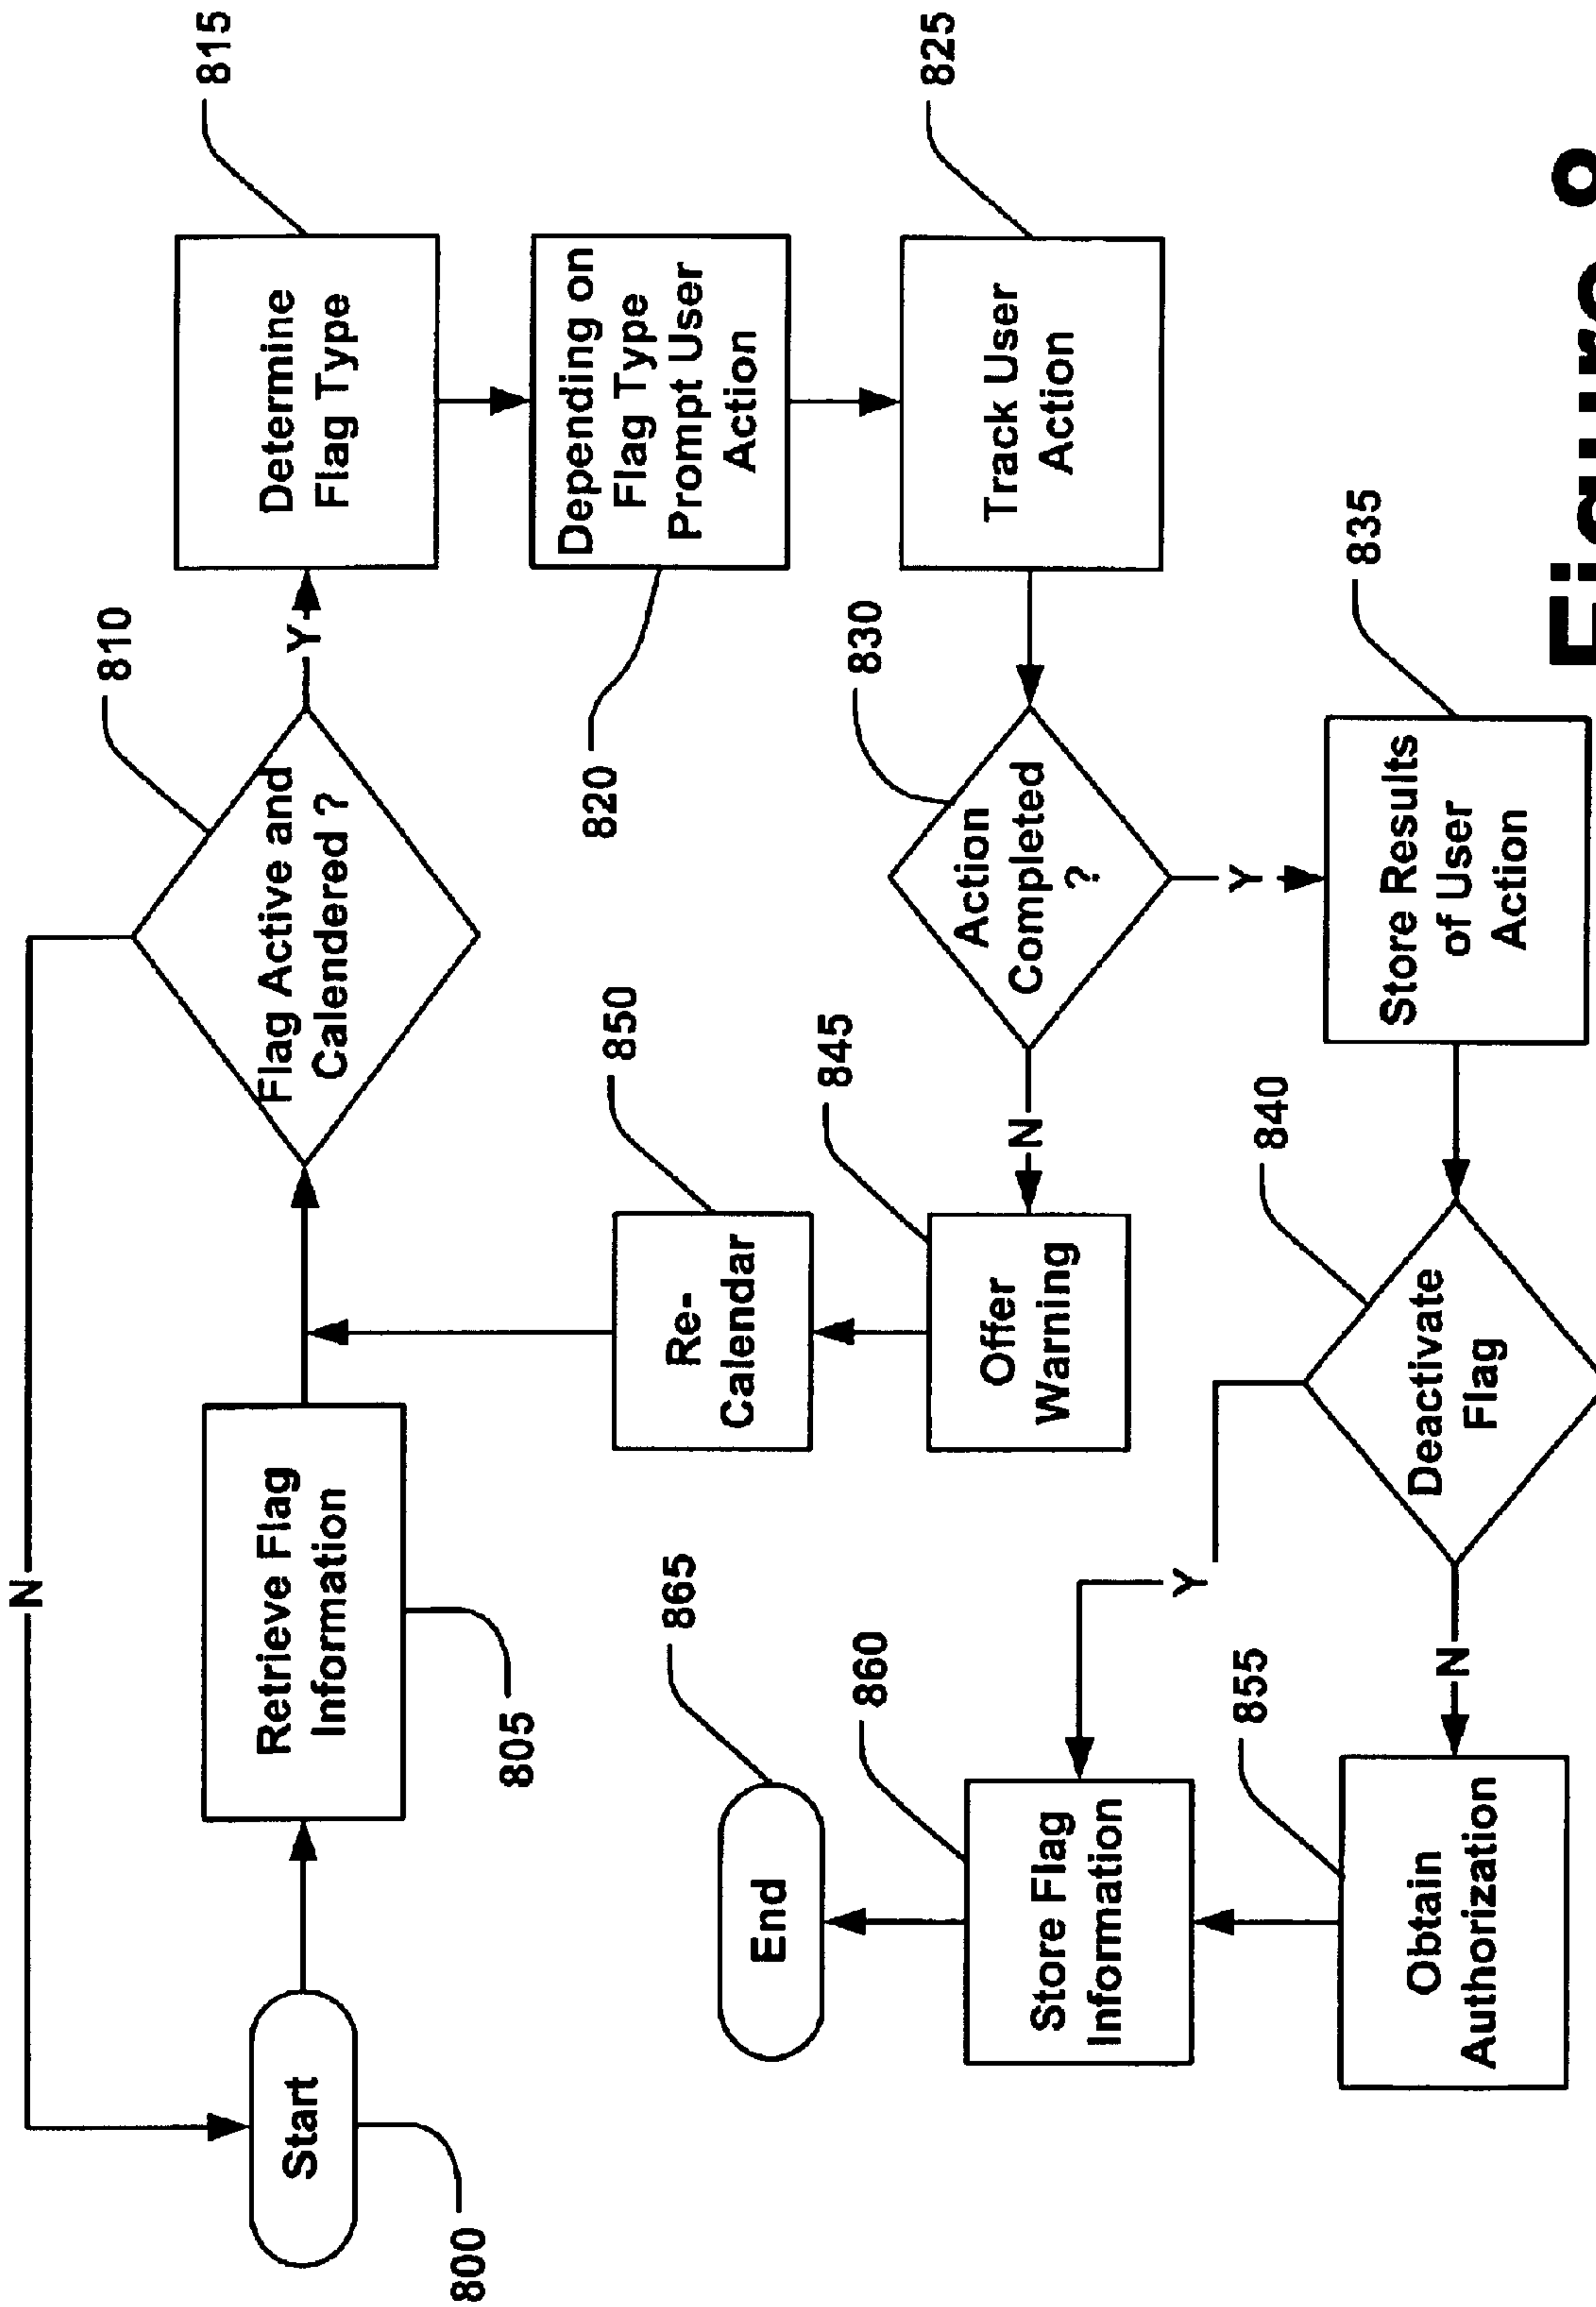 N
815
810
Start
Retrieve Flag
Information
Flag Active and
Calendered ?
Y
Determine
Flag Type
800
805
850
820
Depending on
Flag Type
Prompt User
Action
865
Re-
Calendar
End
845
830
825
860
Store Flag
Information
Offer
Warning
N
Action
Completed
?
Track User
Action
Y
Y
855
840
835
Obtain
Authorization
N
Deactivate
Flag
Store Results
of User
Action
Figure 8